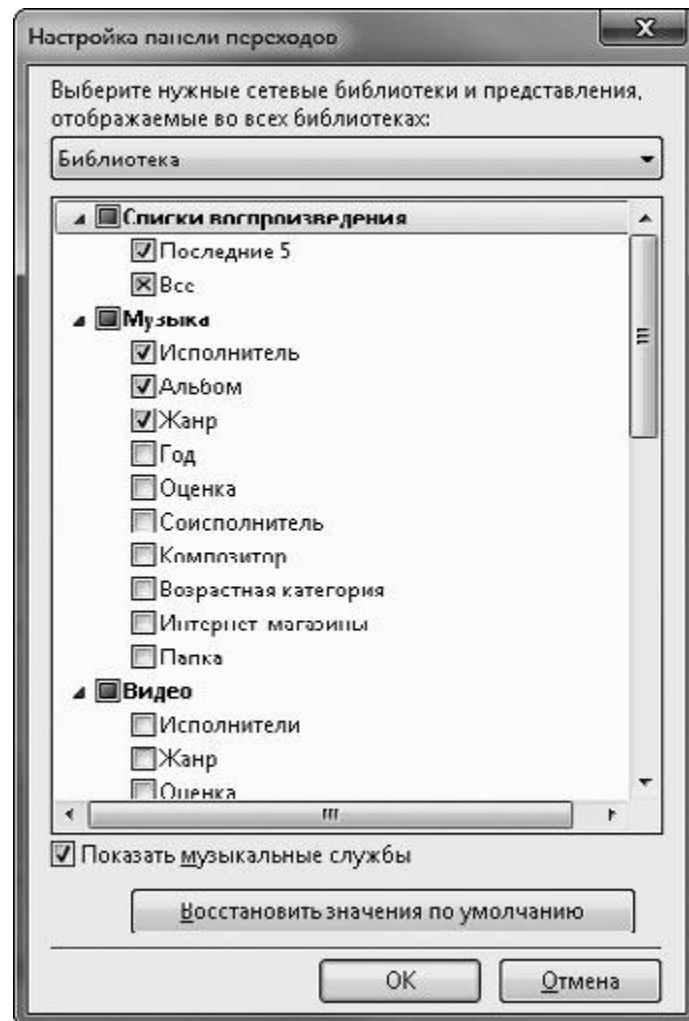 Настройка панели переходов
Выберите нужные сетевые библиотеки и представления,
отображаемые во всех библиотеках:
Библиотека
Списки воспроизведения
Последние 5
Все
Музыка
Исполнитель
Альбом
Жанр
Год
Оценка
Соисполнитель
Композитор
Возрастная категория
Интернет-магазины
Папка
Видео
Исполнители
Жанр
Оценка
Показать музыкальные службы
Восстановить значения по умолчанию
OK
Отмена